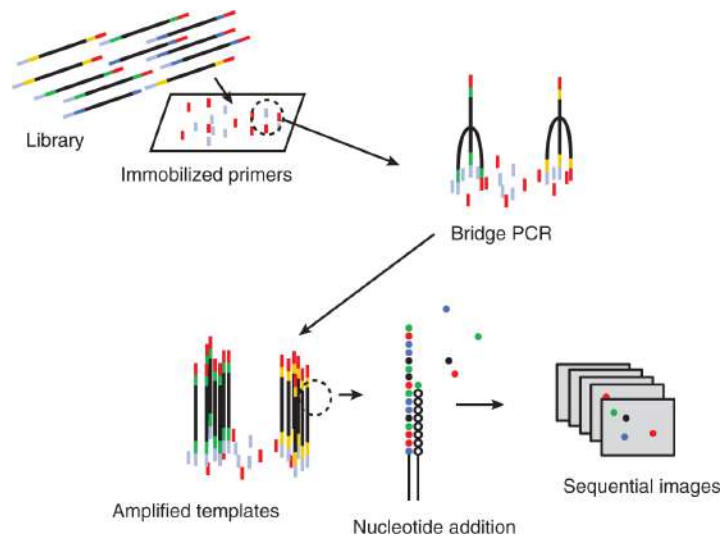 Library
Immobilized primers
Bridge PCR
Amplified templates
Nucleotide addition
Sequential images